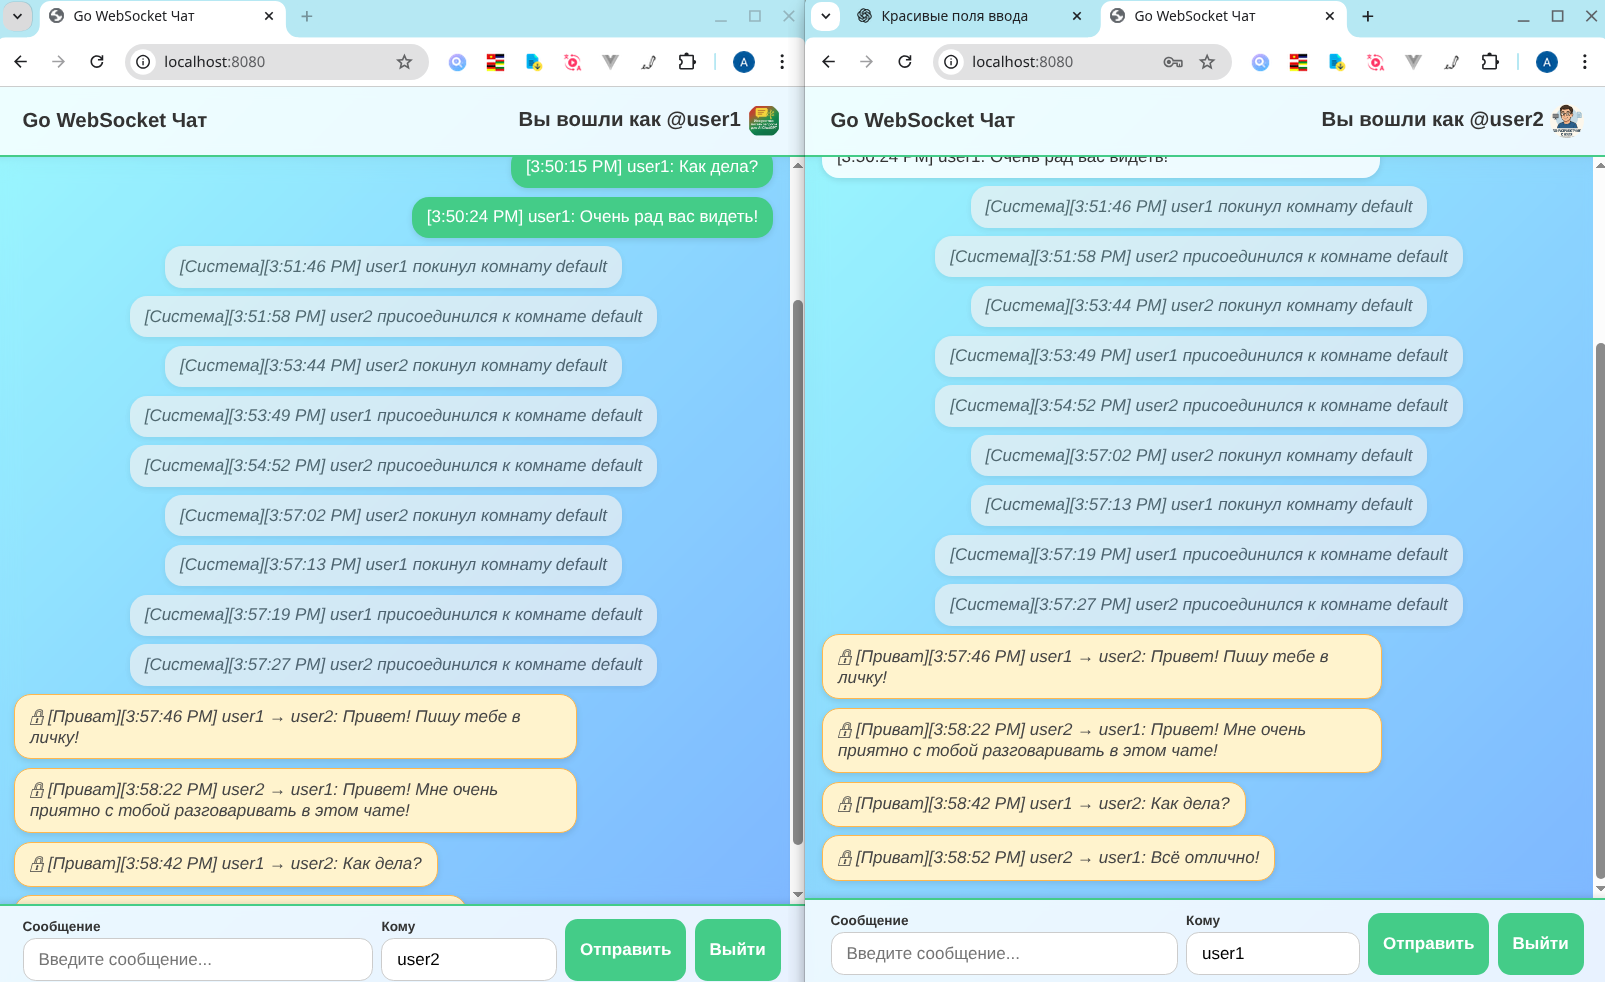 Go WebSocket Чат
localhost:8080
A
Go WebSocket Чат
Вы вошли как @user1
[3:50:15 PM] user1: Как дела?
[3:50:24 PM] user1: Очень рад вас видеть!
[Система][3:51:46 PM] user1 покинул комнату default
[Система][3:51:58 PM] user2 присоединился к комнате default
[Система][3:53:44 PM] user2 покинул комнату default
[Система][3:53:49 PM] user1 присоединился к комнате default
[Система][3:54:52 PM] user2 присоединился к комнате default
[Система][3:57:02 PM] user2 покинул комнату default
[Система][3:57:13 PM] user1 покинул комнату default
[Система][3:57:19 PM] user1 присоединился к комнате default
[Система][3:57:27 PM] user2 присоединился к комнате default
[Приват][3:57:46 PM] user1 → user2: Привет! Пишу тебе в
личку!
[Приват][3:58:22 PM] user2 → user1: Привет! Мне очень
приятно с тобой разговаривать в этом чате!
[Приват][3:58:42 PM] user1 → user2: Как дела?
Сообщение
Кому
Введите сообщение...
user2
Отправить
Выйти
Красивые поля ввода
Go WebSocket Чат
localhost:8080
A
Go WebSocket Чат
Вы вошли как @user2
[3:50:24 PM] user1: Очень рад вас видеть!
[Система][3:51:46 PM] user1 покинул комнату default
[Система][3:51:58 PM] user2 присоединился к комнате default
[Система][3:53:44 PM] user2 покинул комнату default
[Система][3:53:49 PM] user1 присоединился к комнате default
[Система][3:54:52 PM] user2 присоединился к комнате default
[Система][3:57:02 PM] user2 покинул комнату default
[Система][3:57:13 PM] user1 покинул комнату default
[Система][3:57:19 PM] user1 присоединился к комнате default
[Система][3:57:27 PM] user2 присоединился к комнате default
[Приват][3:57:46 PM] user1 → user2: Привет! Пишу тебе в
личку!
[Приват][3:58:22 PM] user2 → user1: Привет! Мне очень
приятно с тобой разговаривать в этом чате!
[Приват][3:58:42 PM] user1 → user2: Как дела?
[Приват][3:58:52 PM] user2 → user1: Всё отлично!
Сообщение
Кому
Введите сообщение...
user1
Отправить
Выйти